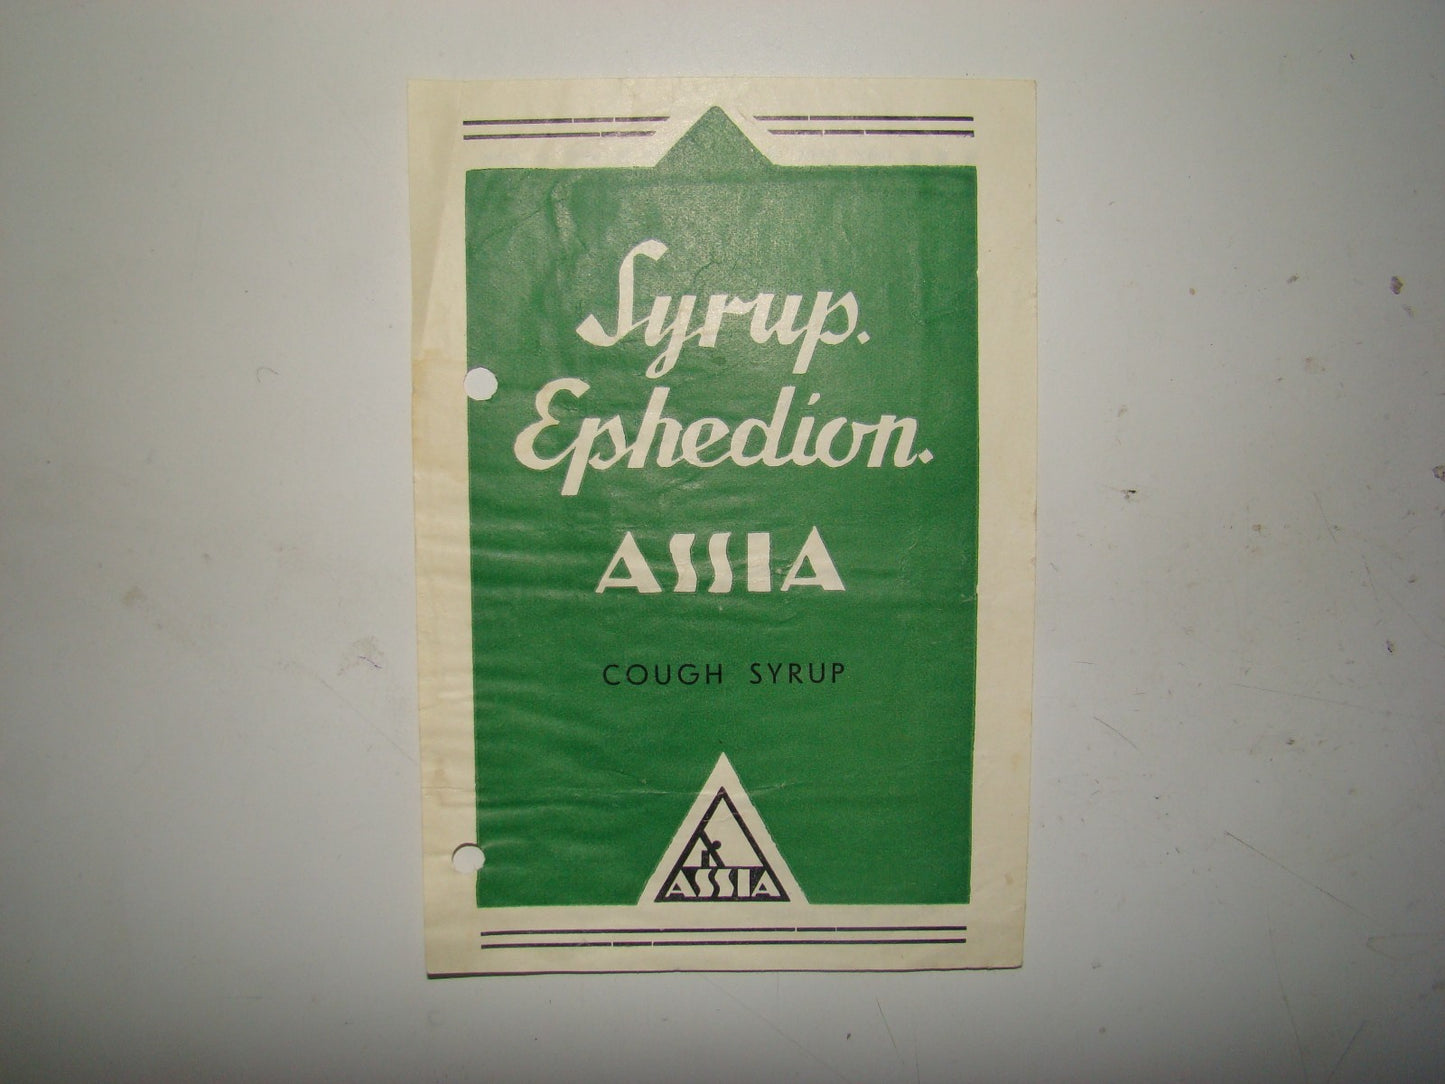 Syrup.
Ephedion.
ASSIA
COUGH SYRUP
ASSIA